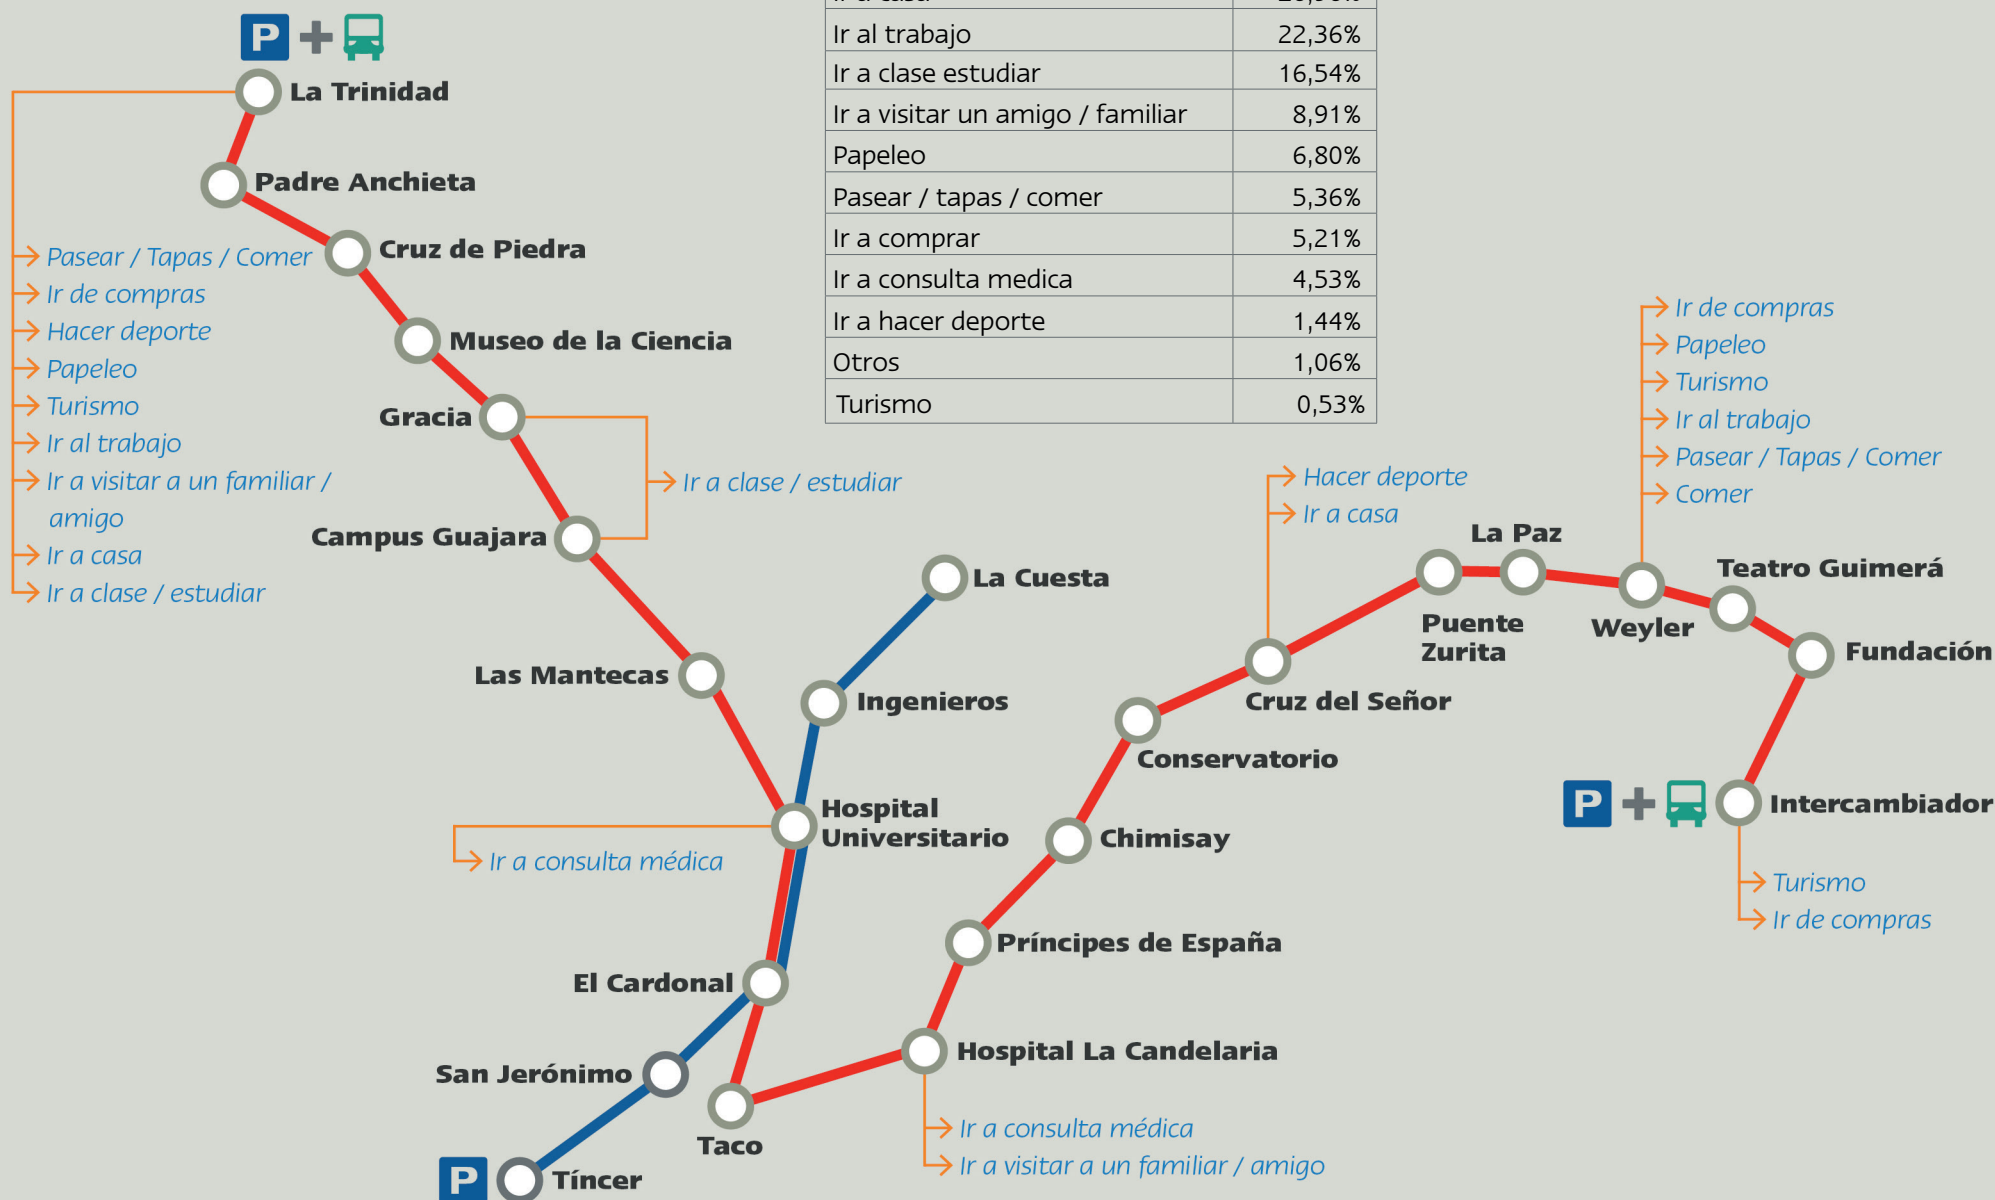 Ir al trabajo 22,36%
Ir a clase estudiar 16,54%
Ir a visitar un amigo / familiar 8,91%
Papeleo 6,80%
Pasear / tapas / comer 5,36%
Ir a comprar 5,21%
Ir a consulta medica 4,53%
Ir a hacer deporte 1,44%
Otros 1,06%
Turismo 0,53%
P +
La Trinidad
Padre Anchieta
Cruz de Piedra
Museo de la Ciencia
Gracia
Campus Guajara
Las Mantecas
Pasear / Tapas / Comer
Ir de compras
Hacer deporte
Papeleo
Turismo
Ir al trabajo
Ir a visitar a un familiar /
amigo
Ir a casa
Ir a clase / estudiar
Ir a clase / estudiar
La Cuesta
Ingenieros
Hospital
Universitario
Ir a consulta médica
El Cardonal
San Jerónimo
P
Tíncer
Taco
Hospital La Candelaria
Ir a consulta médica
Ir a visitar a un familiar / amigo
Príncipes de España
Chimisay
Conservatorio
Cruz del Señor
Hacer deporte
Ir a casa
Puente
Zurita
La Paz
Weyler
Ir de compras
Papeleo
Turismo
Ir al trabajo
Pasear / Tapas / Comer
Comer
Teatro Guimerá
Fundación
P +
Intercambiador
Turismo
Ir de compras